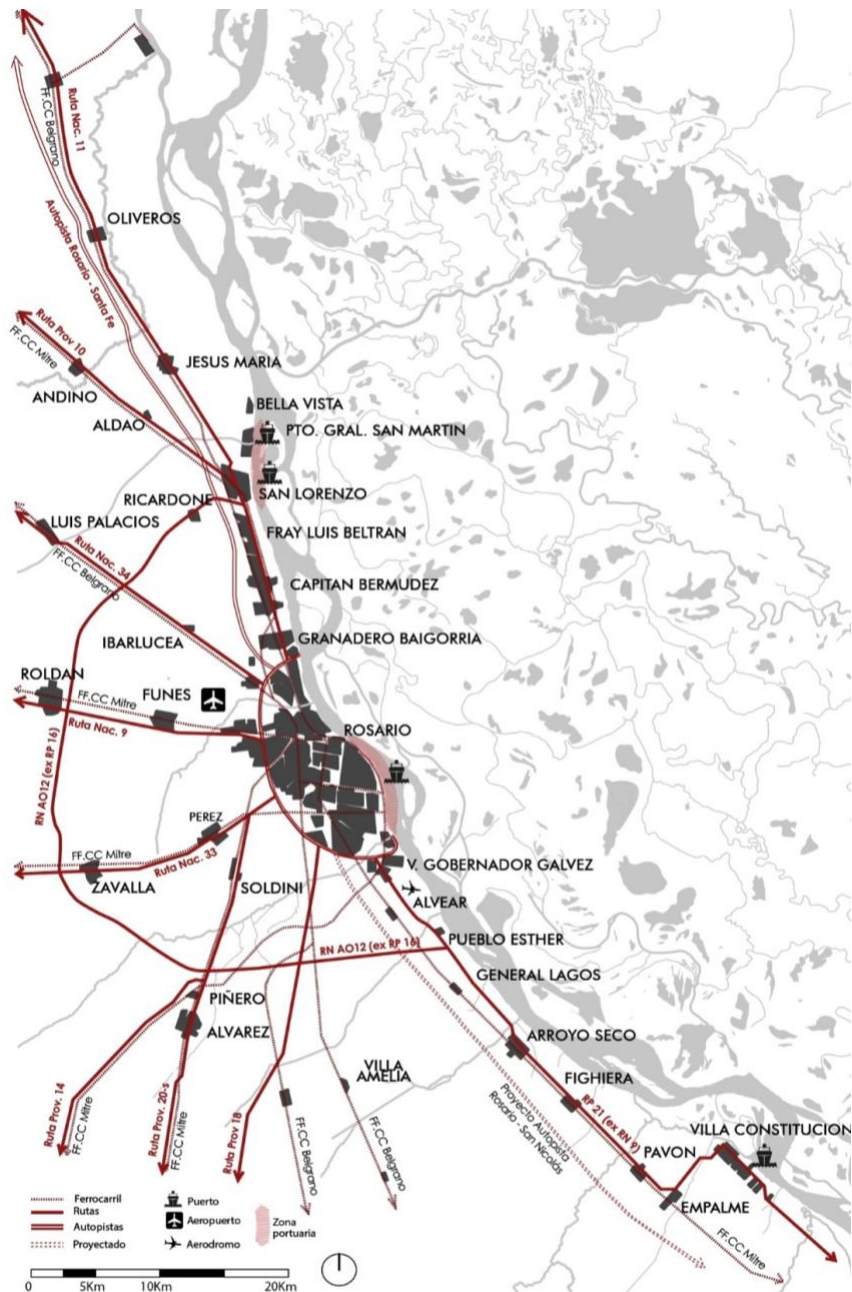 FF.CC Belgrano
Ruta Nac. 11
OLIVEROS
Autopista Rosario - Santa Fe
Ruta Prov 10
FF.CC Mitre
JESUS MARIA
ANDINO
ALDAO
BELLA VISTA
PTO. GRAL. SAN MARTIN
SAN LORENZO
RICARDONE
LUIS PALACIOS
FRAY LUIS BELTRAN
Ruta Nac. 34
FF.CC Belgrano
CAPITAN BERMUDEZ
IBARLUCEA
GRANADERO BAIGORRIA
ROLDAN
FF.CC Mitre
FUNES
Ruta Nac. 9
ROSARIO
RN AO12 (ex RP 16)
PEREZ
FF.CC Mitre
Ruta Nac. 33
ZAVALLA
SOLDINI
V. GOBERNADOR GALVEZ
ALVEAR
PUEBLO ESTHER
RN AO12 (ex RP 16)
GENERAL LAGOS
PIÑERO
ALVAREZ
ARROYO SECO
VILLA
AMELIA
FIGHIERA
Ruta Prov. 14
FF.CC Mitre
Ruta Prov. 20-s
FF.CC Mitre
Ruta Prov 18
FF.CC Belgrano
FF.CC Belgrano
Proyecto Autopista
Rosario - San Nicolás
RP 21 (ex RN 9)
VILLA CONSTITUCION
PAVON
EMPALME
FF.CC Mitre
Ferrocarril
Rutas
Autopistas
Proyectado
Puerto
Aeropuerto
Aerodromo
Zona
portuaria
0
5Km
10Km
20Km